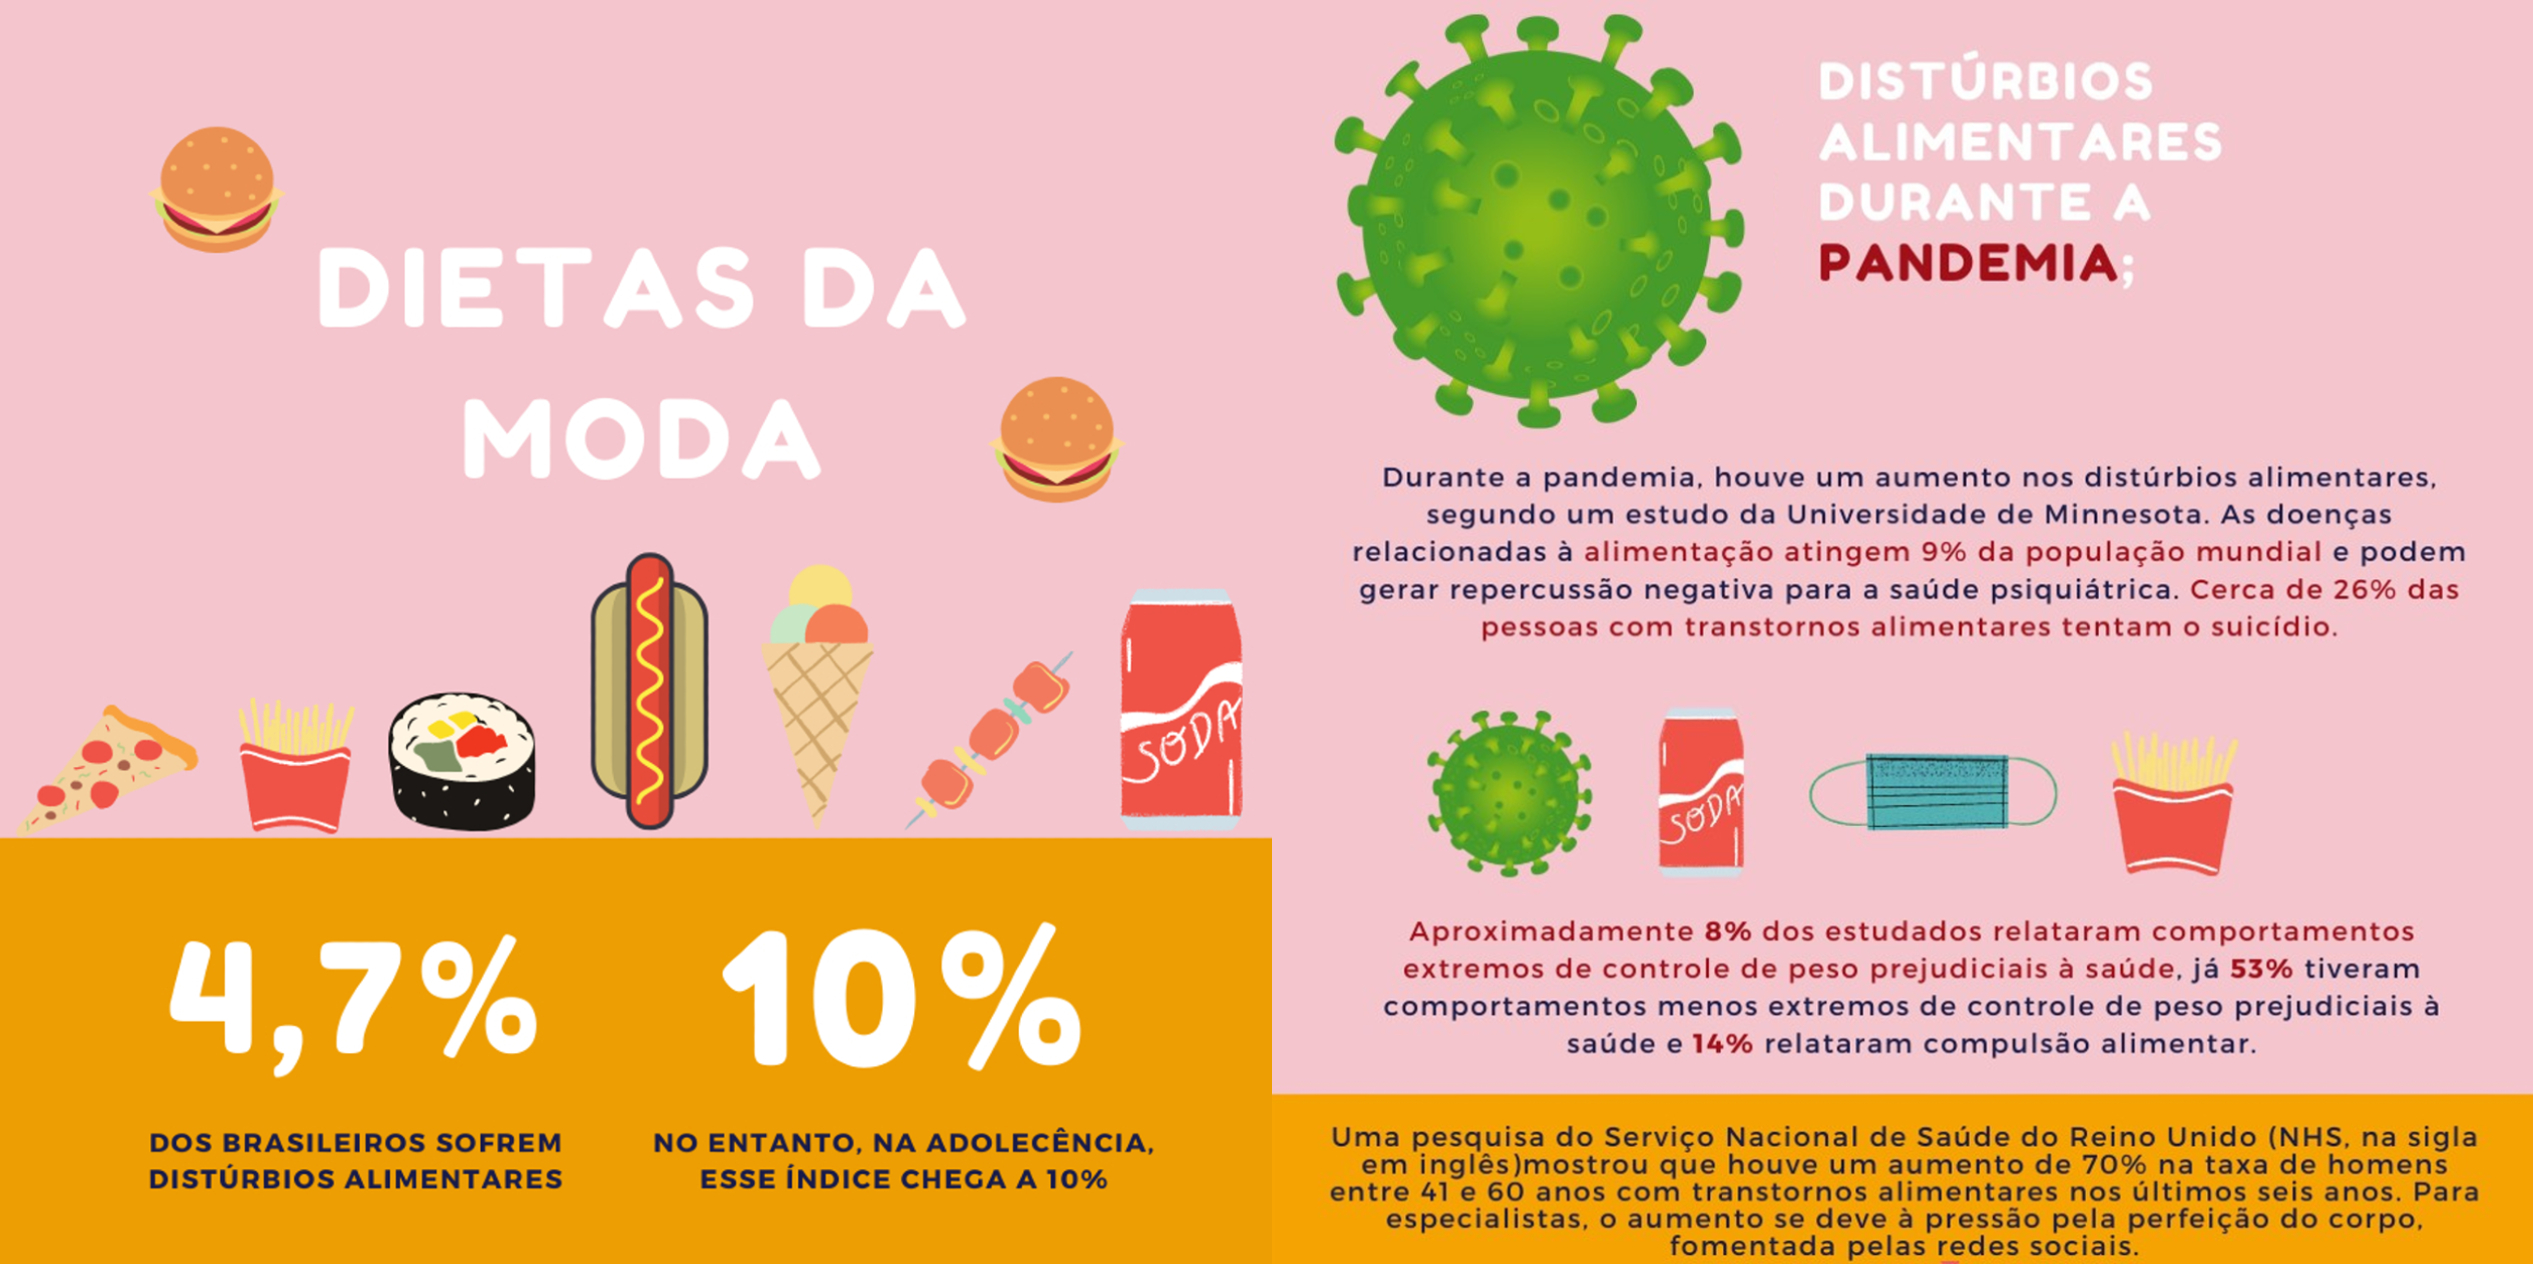 DIETAS DA
MODA
SODA
4,7%
DOS BRASILEIROS SOFREM
DISTÚRBIOS ALIMENTARES
10%
NO ENTANTO, NA ADOLECÊNCIA,
ESSE ÍNDICE CHEGA A 10%
DISTÚRBIOS
ALIMENTARES
DURANTE A
PANDEMIA;
Durante a pandemia, houve um aumento nos distúrbios alimentares,
segundo um estudo da Universidade de Minnesota. As doenças
relacionadas à alimentação atingem 9% da população mundial e podem
gerar repercussão negativa para a saúde psiquiátrica. Cerca de 26% das
pessoas com transtornos alimentares tentam o suicídio.
SODA
Aproximadamente 8% dos estudados relataram comportamentos
extremos de controle de peso prejudiciais à saúde, já 53% tiveram
comportamentos menos extremos de controle de peso prejudiciais à
saúde e 14% relataram compulsão alimentar.
Uma pesquisa do Serviço Nacional de Saúde do Reino Unido (NHS, na sigla
em inglês)mostrou que houve um aumento de 70% na taxa de homens
entre 41 e 60 anos com transtornos alimentares nos últimos seis anos. Para
especialistas, o aumento se deve à pressão pela perfeição do corpo,
fomentada pelas redes sociais.